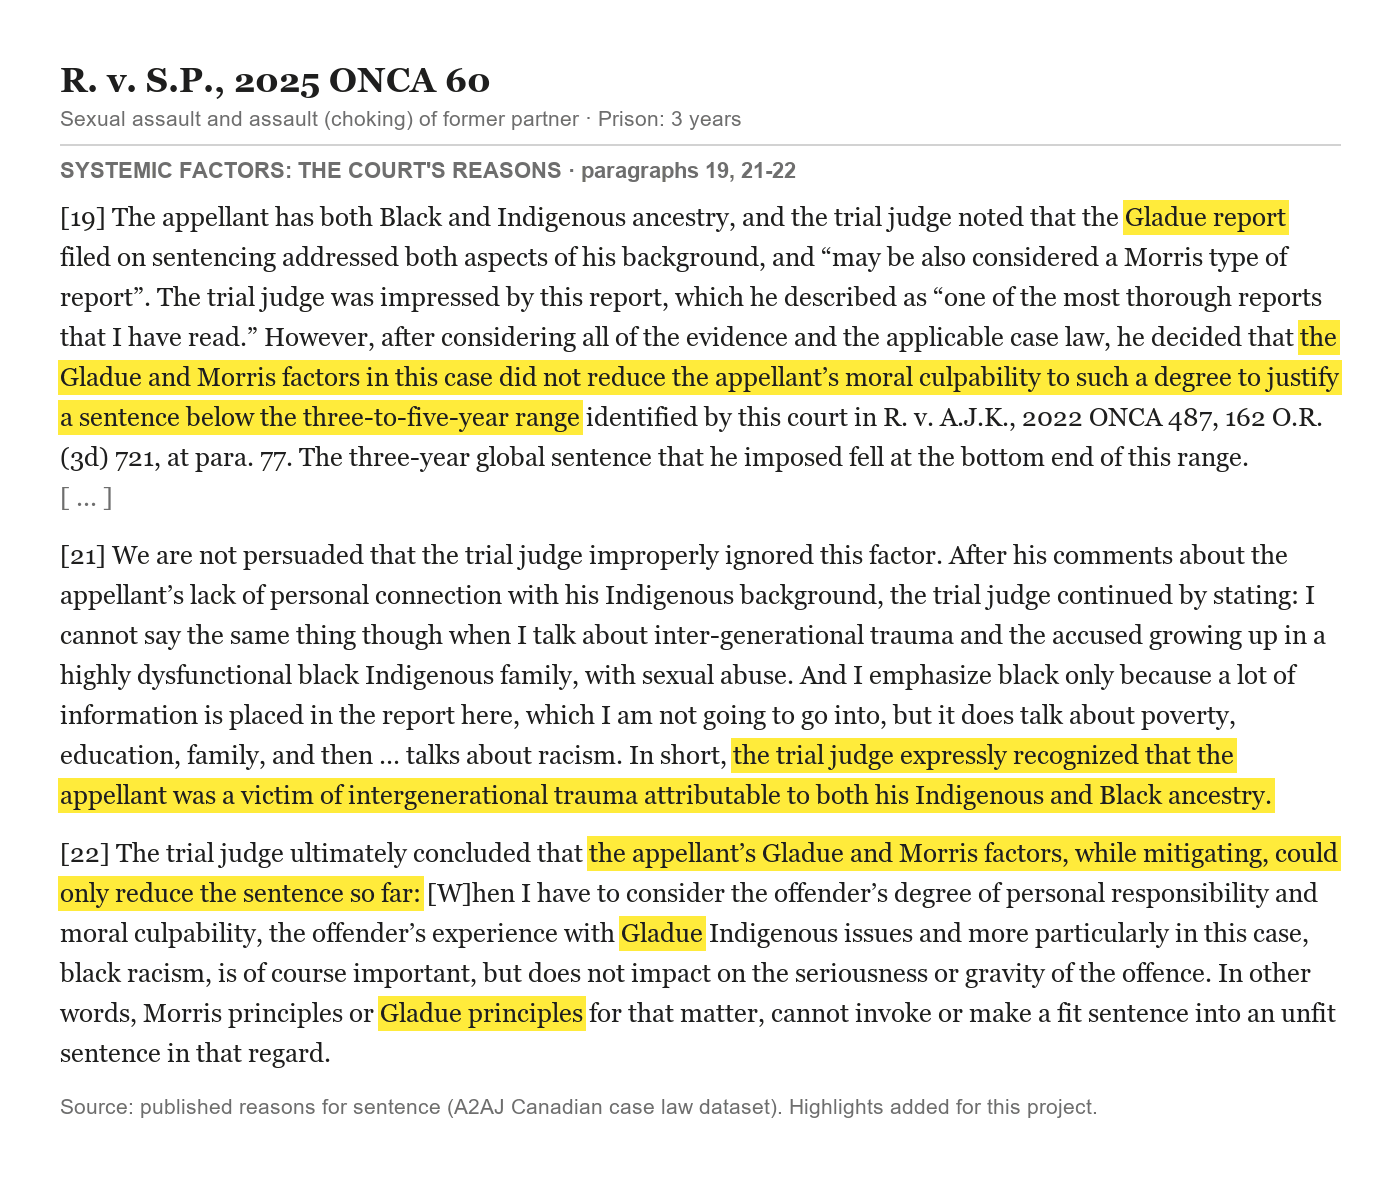 R. v. S.P., 2025 ONCA 60
Sexual assault and assault (choking) of former partner · Prison: 3 years
SYSTEMIC FACTORS: THE COURT'S REASONS · paragraphs 19, 21-22
[19] The appellant has both Black and Indigenous ancestry, and the trial judge noted that the Gladue report
filed on sentencing addressed both aspects of his background, and “may be also considered a Morris type of
report”. The trial judge was impressed by this report, which he described as “one of the most thorough reports
that I have read.” However, after considering all of the evidence and the applicable case law, he decided that the
Gladue and Morris factors in this case did not reduce the appellant’s moral culpability to such a degree to justify
a sentence below the three-to-five-year range identified by this court in R. v. A.J.K., 2022 ONCA 487, 162 O.R.
(3d) 721, at para. 77. The three-year global sentence that he imposed fell at the bottom end of this range.
[ ... ]
[21] We are not persuaded that the trial judge improperly ignored this factor. After his comments about the
appellant’s lack of personal connection with his Indigenous background, the trial judge continued by stating: I
cannot say the same thing though when I talk about inter-generational trauma and the accused growing up in a
highly dysfunctional black Indigenous family, with sexual abuse. And I emphasize black only because a lot of
information is placed in the report here, which I am not going to go into, but it does talk about poverty,
education, family, and then ... talks about racism. In short, the trial judge expressly recognized that the
appellant was a victim of intergenerational trauma attributable to both his Indigenous and Black ancestry.
[22] The trial judge ultimately concluded that the appellant’s Gladue and Morris factors, while mitigating, could
only reduce the sentence so far: [W]hen I have to consider the offender’s degree of personal responsibility and
moral culpability, the offender’s experience with Gladue Indigenous issues and more particularly in this case,
black racism, is of course important, but does not impact on the seriousness or gravity of the offence. In other
words, Morris principles or Gladue principles for that matter, cannot invoke or make a fit sentence into an unfit
sentence in that regard.
Source: published reasons for sentence (A2AJ Canadian case law dataset). Highlights added for this project.